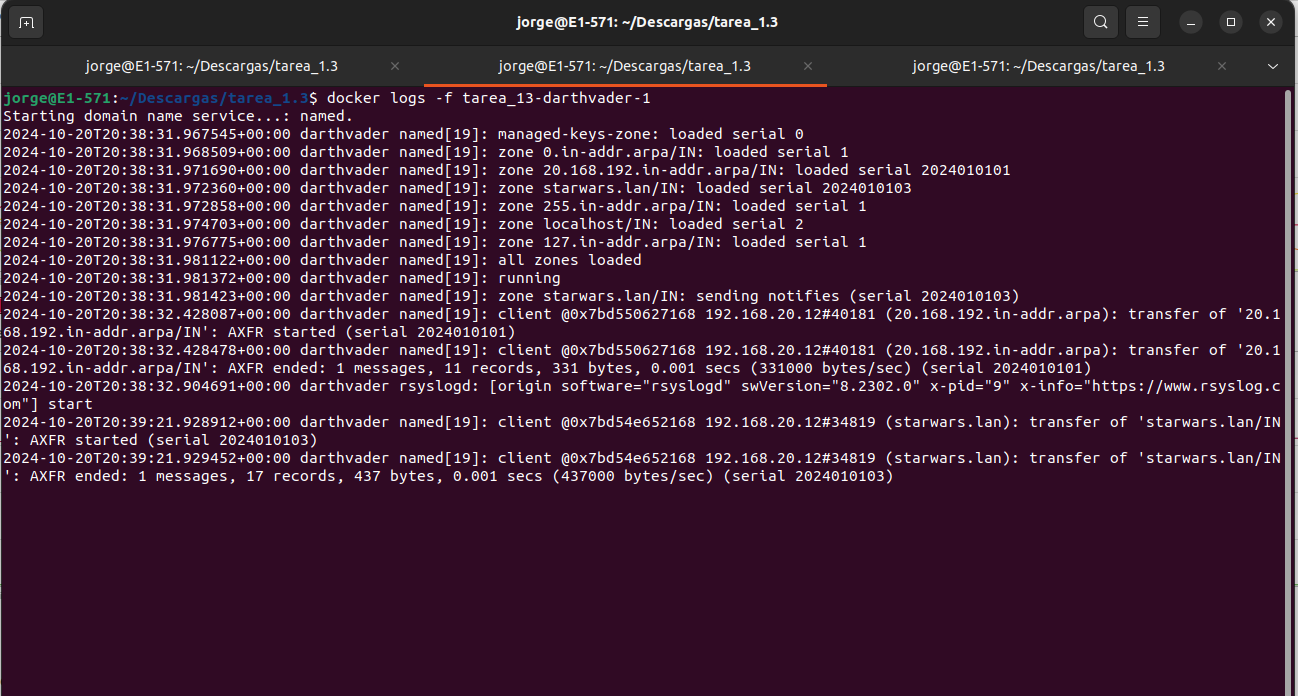 jorge@E1-571: ~/Descargas/tarea_1.3
jorge@E1-571: ~/Descargas/tarea_1.3 jorge@E1-571: ~/Descargas/tarea_1.3 jorge@E1-571: ~/Descargas/tarea_1.3
jorge@E1-571:~/Descargas/tarea_1.3$ docker logs -f tarea_13-darthvader-1
Starting domain name service...: named.
2024-10-20T20:38:31.967545+00:00 darthvader named[19]: managed-keys-zone: loaded serial 0
2024-10-20T20:38:31.968509+00:00 darthvader named[19]: zone 0.in-addr.arpa/IN: loaded serial 1
2024-10-20T20:38:31.971690+00:00 darthvader named[19]: zone 20.168.192.in-addr.arpa/IN: loaded serial 2024010101
2024-10-20T20:38:31.972360+00:00 darthvader named[19]: zone starwars.lan/IN: loaded serial 2024010103
2024-10-20T20:38:31.972858+00:00 darthvader named[19]: zone 255.in-addr.arpa/IN: loaded serial 1
2024-10-20T20:38:31.974703+00:00 darthvader named[19]: zone localhost/IN: loaded serial 2
2024-10-20T20:38:31.976775+00:00 darthvader named[19]: zone 127.in-addr.arpa/IN: loaded serial 1
2024-10-20T20:38:31.981122+00:00 darthvader named[19]: all zones loaded
2024-10-20T20:38:31.981372+00:00 darthvader named[19]: running
2024-10-20T20:38:31.981423+00:00 darthvader named[19]: zone starwars.lan/IN: sending notifies (serial 2024010103)
2024-10-20T20:38:32.428087+00:00 darthvader named[19]: client @0x7bd550627168 192.168.20.12#40181 (20.168.192.in-addr.arpa): transfer of '20.1
68.192.in-addr.arpa/IN': AXFR started (serial 2024010101)
2024-10-20T20:38:32.428478+00:00 darthvader named[19]: client @0x7bd550627168 192.168.20.12#40181 (20.168.192.in-addr.arpa): transfer of '20.1
68.192.in-addr.arpa/IN': AXFR ended: 1 messages, 11 records, 331 bytes, 0.001 secs (331000 bytes/sec) (serial 2024010101)
2024-10-20T20:38:32.904691+00:00 darthvader rsyslogd: [origin software="rsyslogd" swVersion="8.2302.0" x-pid="9" x-info="https://www.rsyslog.c
om"] start
2024-10-20T20:39:21.928912+00:00 darthvader named[19]: client @0x7bd54e652168 192.168.20.12#34819 (starwars.lan): transfer of 'starwars.lan/IN
': AXFR started (serial 2024010103)
2024-10-20T20:39:21.929452+00:00 darthvader named[19]: client @0x7bd54e652168 192.168.20.12#34819 (starwars.lan): transfer of 'starwars.lan/IN
': AXFR ended: 1 messages, 17 records, 437 bytes, 0.001 secs (437000 bytes/sec) (serial 2024010103)